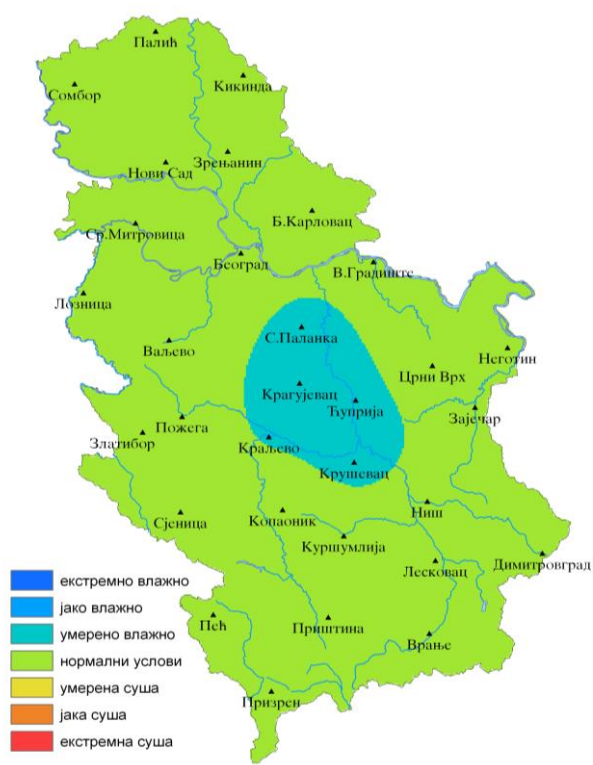 Палић
Кикинда
Сомбор
Зрењанин
Нови Сад
Б.Карловац
Ср.Митровица
Београд
В.Градиште
Лозница
С.Паланка
Ваљево
Неготин
Црни Врх
Крагујевац
Ћуприја
Зајечар
Пожега
Златибор
Краљево
Крушевац
Ниш
Сјеница
Копаоник
Куршумлија
Димитровград
Лесковац
Пећ
Приштина
Врање
Призрен
екстремно влажно
јако влажно
умерено влажно
нормални услови
умерена суша
јака суша
екстремна суша